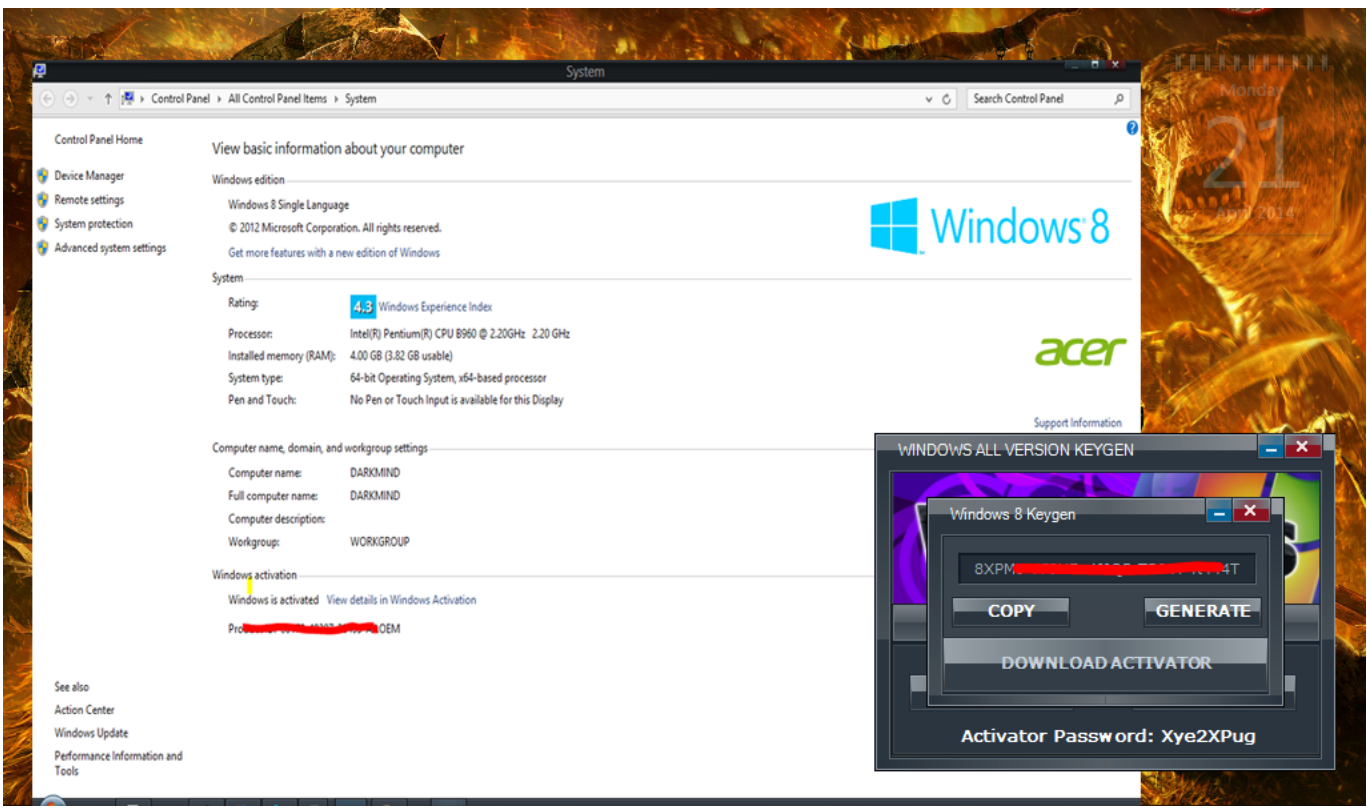 System
Control Panel › All Control Panel Items › System
Search Control Panel
Monday
21
April 2014
Control Panel Home
Device Manager
Remote settings
System protection
Advanced system settings
View basic information about your computer
Windows edition
Windows 8 Single Language
© 2012 Microsoft Corporation. All rights reserved.
Get more features with a new edition of Windows
Windows 8
System
Rating:
4.3 Windows Experience Index
Processor:
Intel(R) Pentium(R) CPU B960 @ 2.20GHz 2.20 GHz
Installed memory (RAM):
4.00 GB (3.82 GB usable)
System type:
64-bit Operating System, x64-based processor
Pen and Touch:
No Pen or Touch Input is available for this Display
acer
Support Information
Computer name, domain, and workgroup settings
Computer name:
DARKMIND
Full computer name:
DARKMIND
Computer description:
Workgroup:
WORKGROUP
Windows activation
Windows is activated View details in Windows Activation
OEM
See also
Action Center
Windows Update
Performance Information and
Tools
WINDOWS ALL VERSION KEYGEN
Windows 8 Keygen
COPY
GENERATE
DOWNLOAD ACTIVATOR
Activator Password: Xye2XPug